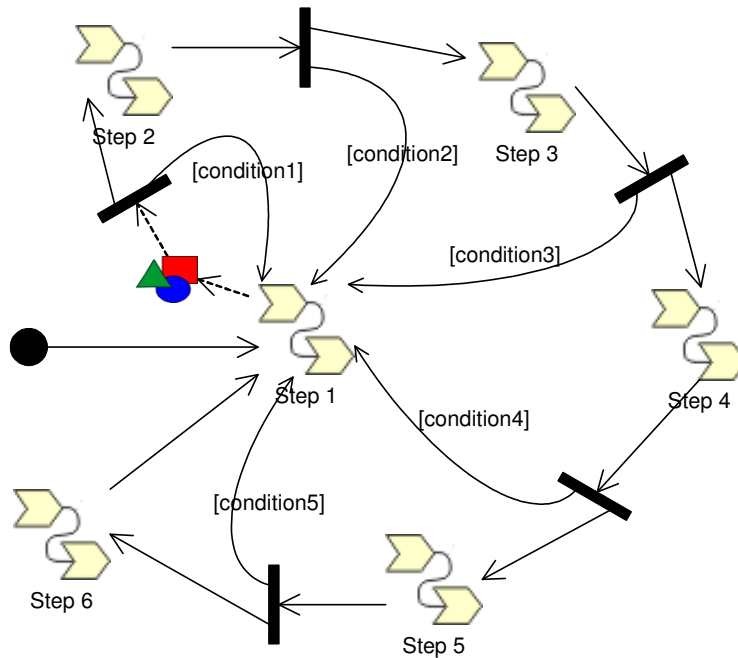 Step 2
[condition1]
[condition2]
Step 3
[condition3]
Step 1
Step 4
[condition4]
[condition5]
Step 6
Step 5